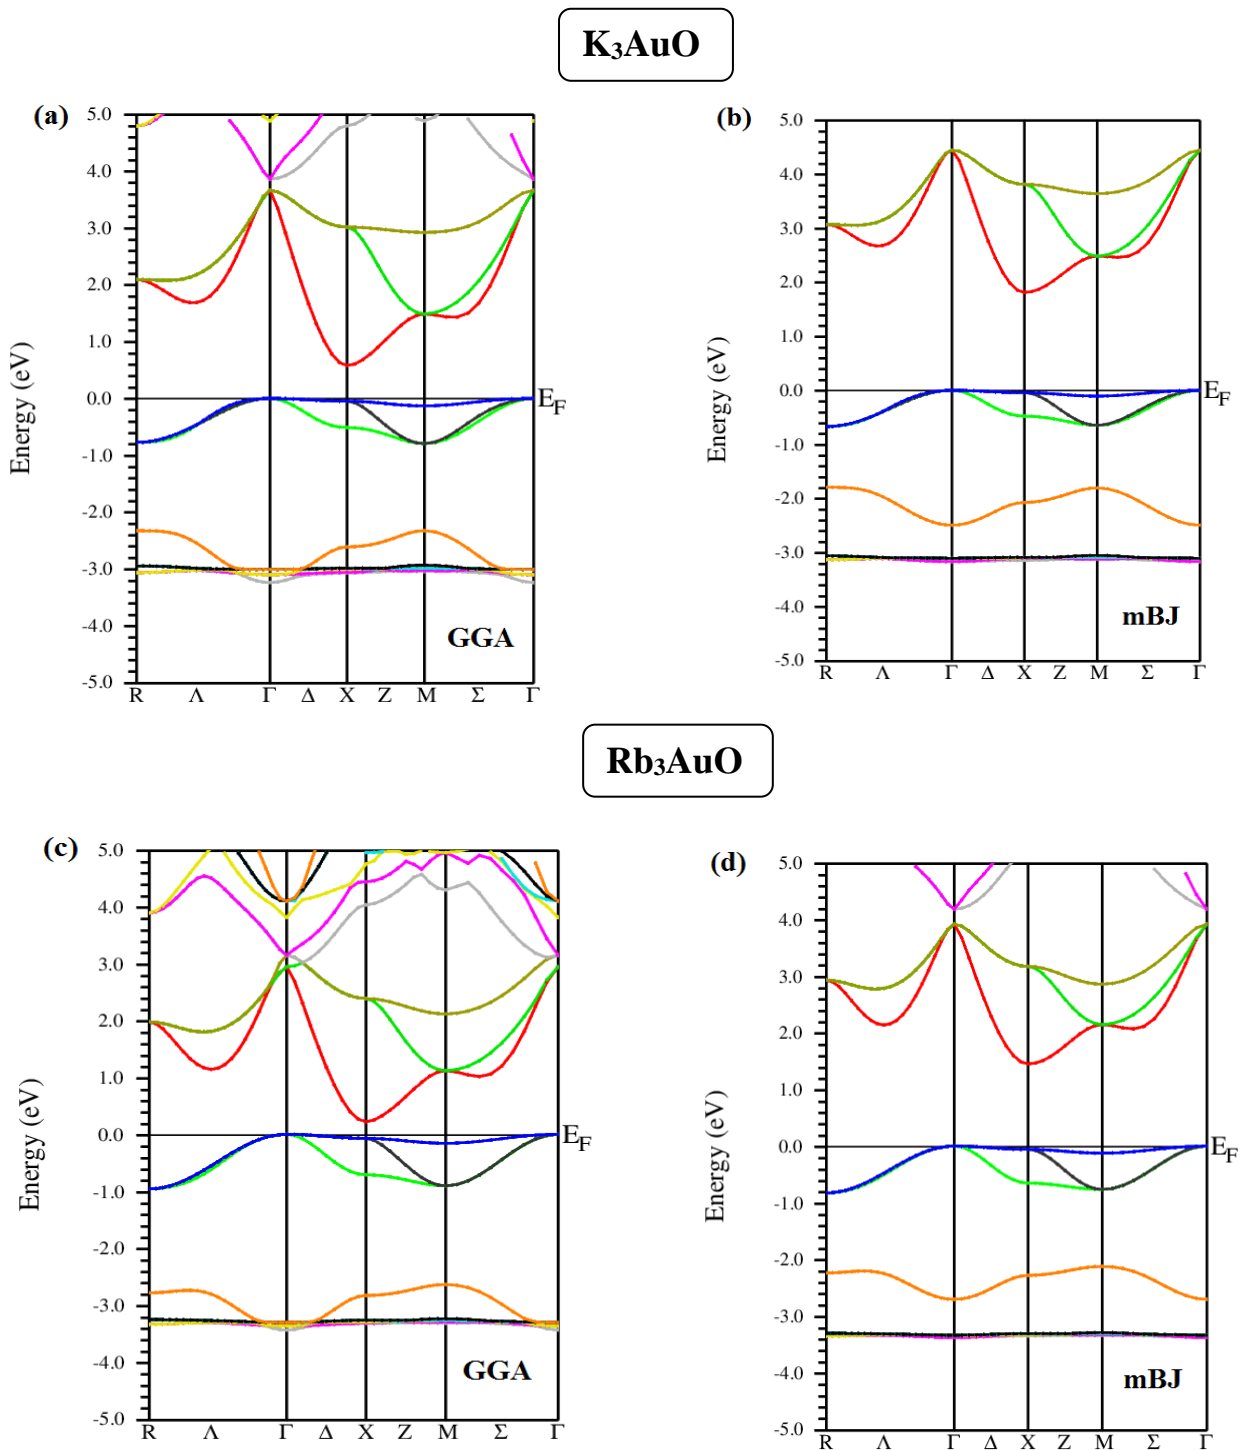 K₃AuO
(a)
5.0
4.0
3.0
2.0
1.0
0.0
-1.0
-2.0
-3.0
-4.0
-5.0
Energy (eV)
E_F
GGA
R Λ Γ Δ X Z M Σ Γ
(b)
5.0
4.0
3.0
2.0
1.0
0.0
-1.0
-2.0
-3.0
-4.0
-5.0
Energy (eV)
E_F
mBJ
R Λ Γ Δ X Z M Σ Γ
Rb₃AuO
(c)
5.0
4.0
3.0
2.0
1.0
0.0
-1.0
-2.0
-3.0
-4.0
-5.0
Energy (eV)
E_F
GGA
R Λ Γ Δ X Z M Σ Γ
(d)
5.0
4.0
3.0
2.0
1.0
0.0
-1.0
-2.0
-3.0
-4.0
-5.0
Energy (eV)
E_F
mBJ
R Λ Γ Δ X Z M Σ Γ